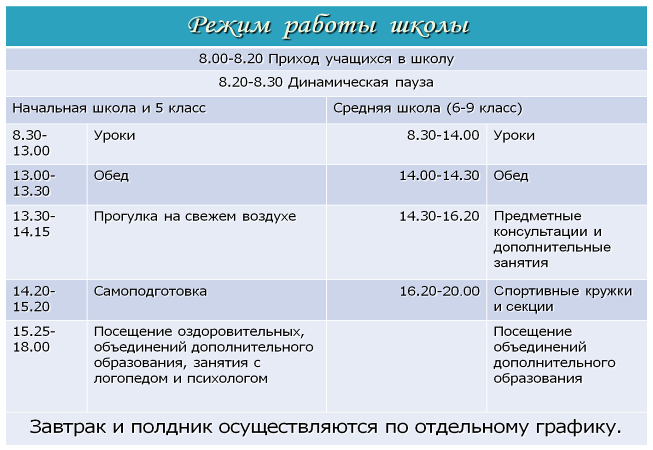 Режим работы школы
8.00-8.20 Приход учащихся в школу
8.20-8.30 Динамическая пауза
Начальная школа и 5 класс
Средняя школа (6-9 класс)
8.30-
13.00
Уроки
8.30-14.00
Уроки
13.00-
13.30
Обед
14.00-14.30
Обед
13.30-
14.15
Прогулка на свежем воздухе
14.30-16.20
Предметные
консультации и
дополнительные
занятия
14.20-
15.20
Самоподготовка
16.20-20.00
Спортивные кружки
и секции
15.25-
18.00
Посещение оздоровительных,
объединений дополнительного
образования, занятия с
логопедом и психологом
Посещение
объединений
дополнительного
образования
Завтрак и полдник осуществляются по отдельному графику.